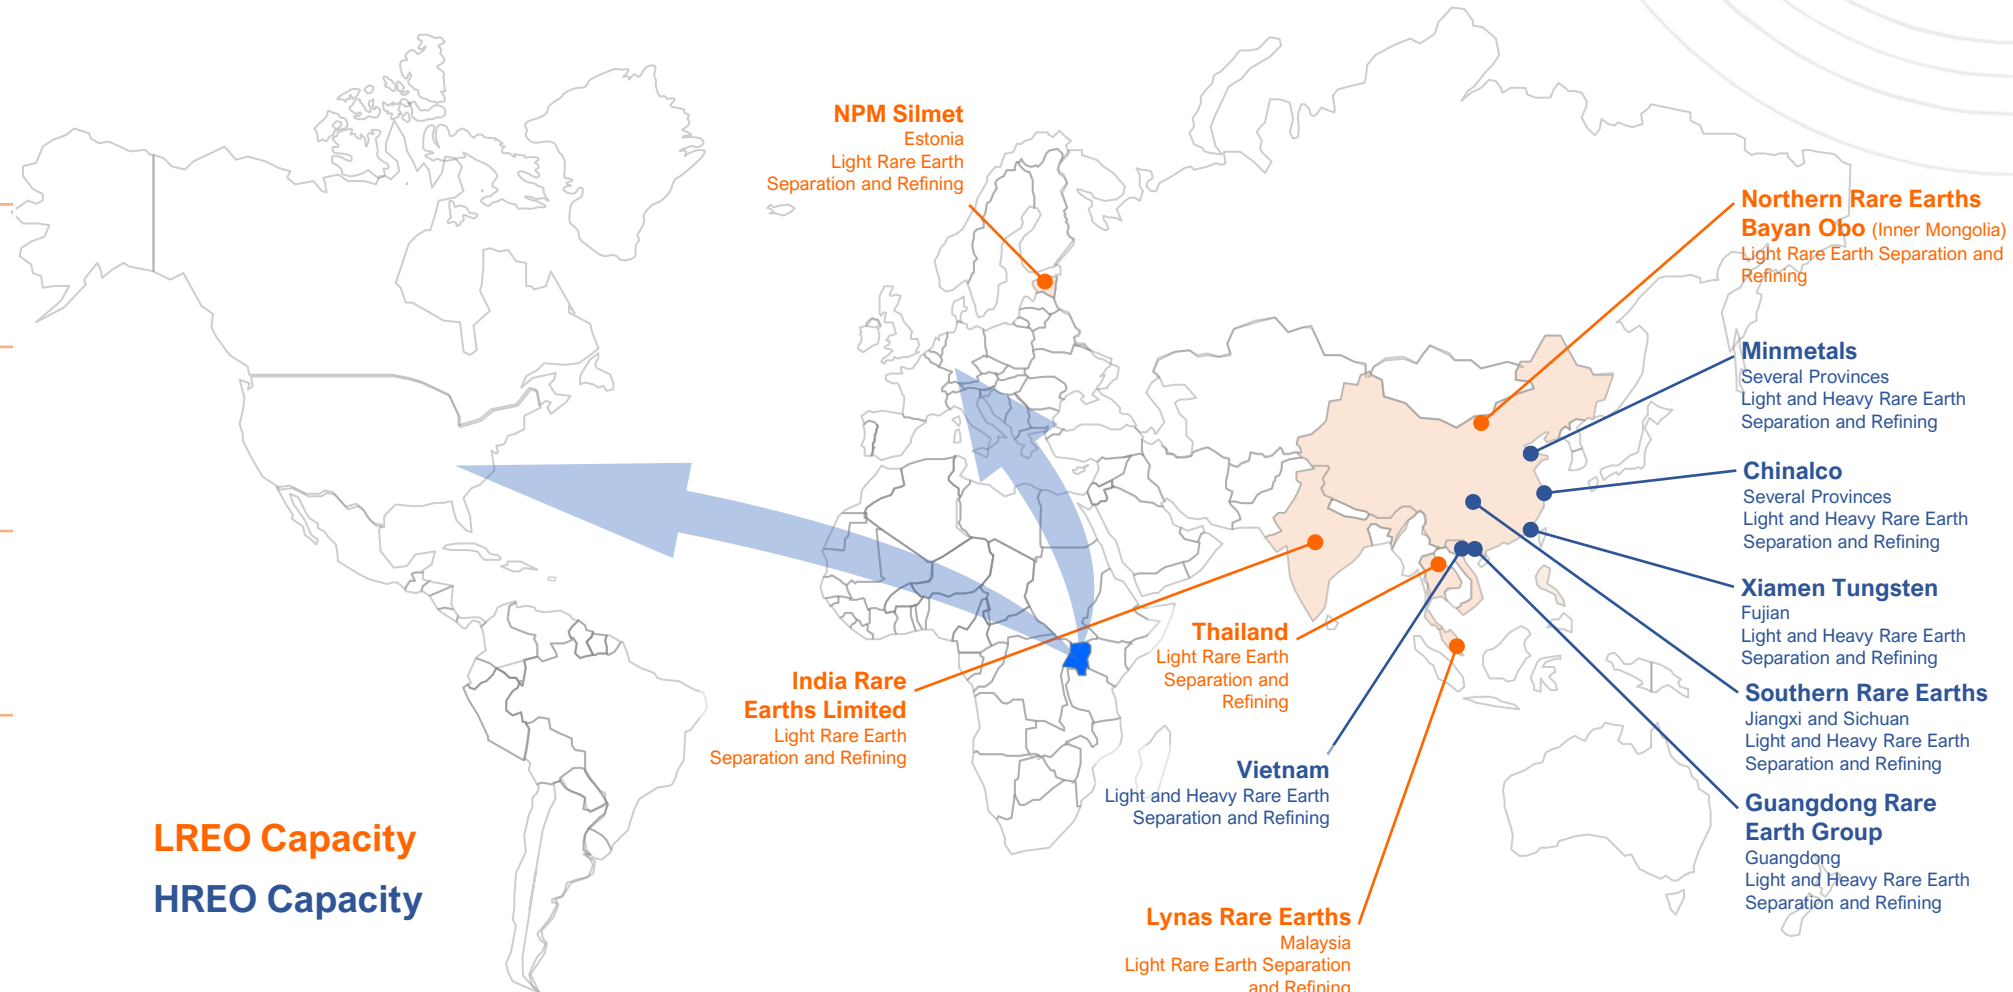 NPM Silmet
Estonia
Light Rare Earth
Separation and Refining
Northern Rare Earths
Bayan Obo (Inner Mongolia)
Light Rare Earth Separation and
Refining
Minmetals
Several Provinces
Light and Heavy Rare Earth
Separation and Refining
Chinalco
Several Provinces
Light and Heavy Rare Earth
Separation and Refining
Xiamen Tungsten
Fujian
Light and Heavy Rare Earth
Separation and Refining
Southern Rare Earths
Jiangxi and Sichuan
Light and Heavy Rare Earth
Separation and Refining
Guangdong Rare
Earth Group
Guangdong
Light and Heavy Rare Earth
Separation and Refining
Thailand
Light Rare Earth
Separation and
Refining
India Rare
Earths Limited
Light Rare Earth
Separation and Refining
Vietnam
Light and Heavy Rare Earth
Separation and Refining
Lynas Rare Earths
Malaysia
Light Rare Earth Separation
and Refining
LREO Capacity
HREO Capacity